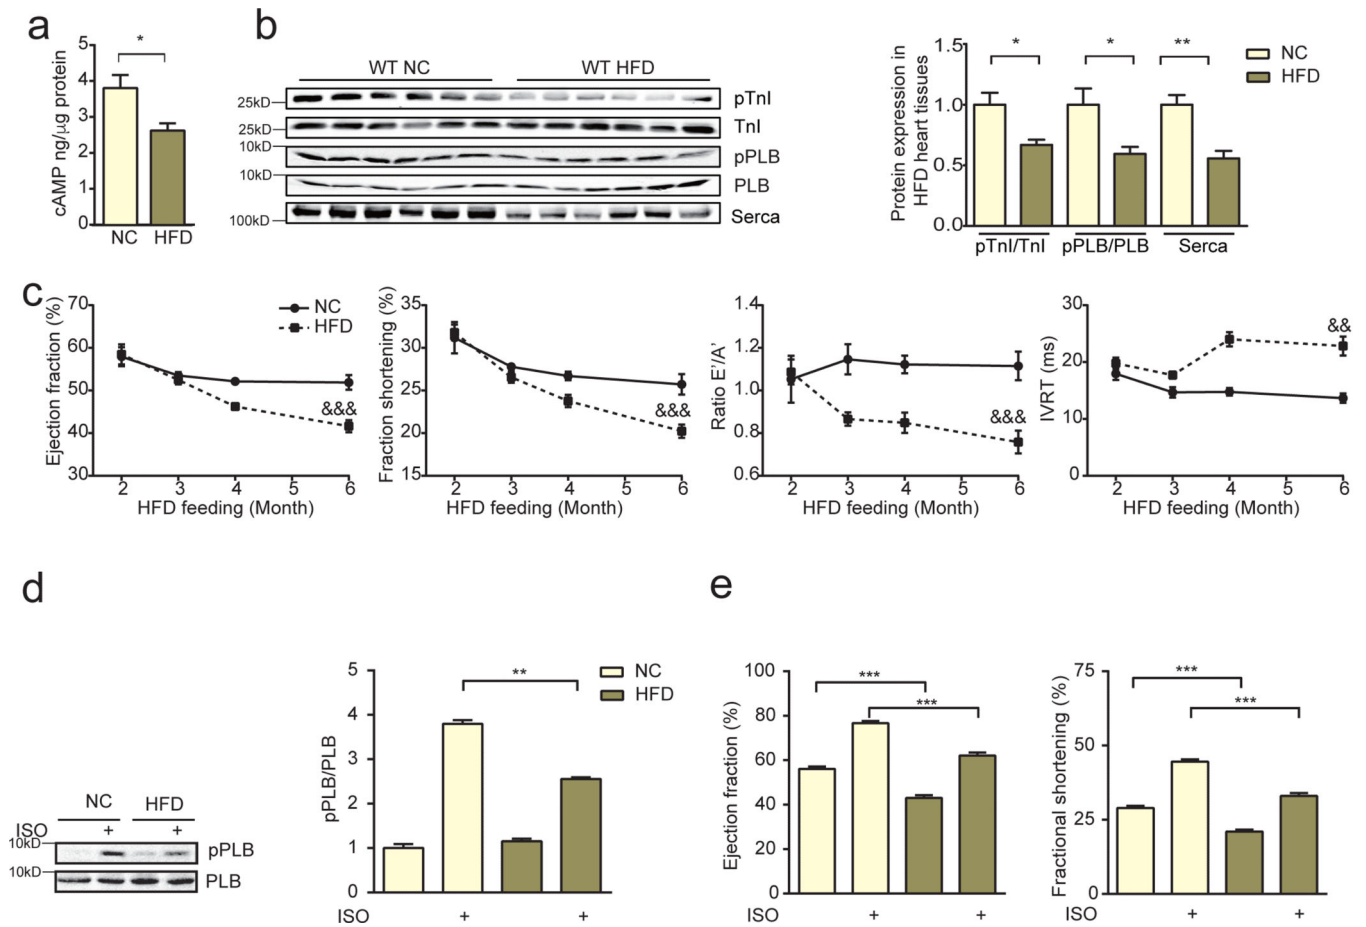 a
cAMP ng/μg protein
5
4
3
2
1
0
*
NC HFD
b
WT NC WT HFD
25kD
pTnI
25kD
TnI
10kD
pPLB
10kD
PLB
100kD
Serca
Protein expression in
HFD heart tissues
1.5
1.0
0.5
0.0
* * **
NC
HFD
pTnI/TnI pPLB/PLB Serca
c
Ejection fraction (%)
70
60
50
40
30
NC
HFD
&&&
2 3 4 5 6
HFD feeding (Month)
Fraction shortening (%)
35
30
25
20
15
&&&
2 3 4 5 6
HFD feeding (Month)
Ratio E'/A'
1.4
1.2
1.0
0.8
0.6
&&&
2 3 4 5 6
HFD feeding (Month)
IVRT (ms)
30
20
10
0
&&
2 3 4 5 6
HFD feeding (Month)
d
NC HFD
ISO + +
10kD
pPLB
10kD
PLB
pPLB/PLB
5
4
3
2
1
0
**
NC
HFD
ISO + +
e
Ejection fraction (%)
100
80
60
40
20
0
***
***
ISO + +
Fractional shortening (%)
75
50
25
0
***
***
ISO + +